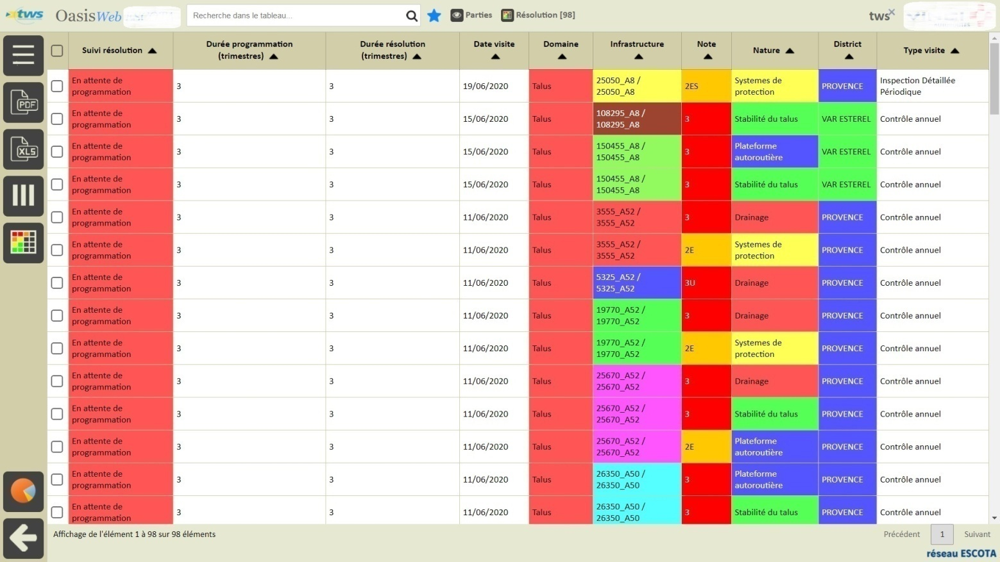 tws OasisWeb Recherche dans le tableau... Parties Résolution [98] tws
Suivi résolution Durée programmation (trimestres) Durée résolution (trimestres) Date visite Domaine Infrastructure Note Nature District Type visite
En attente de programmation 3 3 19/06/2020 Talus 25050_A8 / 25050_A8 2ES Systemes de protection PROVENCE Inspection Détaillée Périodique
En attente de programmation 3 3 15/06/2020 Talus 108295_A8 / 108295_A8 3 Stabilité du talus VAR ESTEREL Contrôle annuel
En attente de programmation 3 3 15/06/2020 Talus 150455_A8 / 150455_A8 3 Plateforme autoroutière VAR ESTEREL Contrôle annuel
En attente de programmation 3 3 15/06/2020 Talus 150455_A8 / 150455_A8 3 Stabilité du talus VAR ESTEREL Contrôle annuel
En attente de programmation 3 3 11/06/2020 Talus 3555_A52 / 3555_A52 3 Drainage PROVENCE Contrôle annuel
En attente de programmation 3 3 11/06/2020 Talus 3555_A52 / 3555_A52 2E Systemes de protection PROVENCE Contrôle annuel
En attente de programmation 3 3 11/06/2020 Talus 5325_A52 / 5325_A52 3U Drainage PROVENCE Contrôle annuel
En attente de programmation 3 3 11/06/2020 Talus 19770_A52 / 19770_A52 3 Drainage PROVENCE Contrôle annuel
En attente de programmation 3 3 11/06/2020 Talus 19770_A52 / 19770_A52 2E Systemes de protection PROVENCE Contrôle annuel
En attente de programmation 3 3 11/06/2020 Talus 25670_A52 / 25670_A52 3 Drainage PROVENCE Contrôle annuel
En attente de programmation 3 3 11/06/2020 Talus 25670_A52 / 25670_A52 3 Stabilité du talus PROVENCE Contrôle annuel
En attente de programmation 3 3 11/06/2020 Talus 25670_A52 / 25670_A52 2E Plateforme autoroutière PROVENCE Contrôle annuel
En attente de programmation 3 3 11/06/2020 Talus 26350_A50 / 26350_A50 3 Plateforme autoroutière PROVENCE Contrôle annuel
En attente de programmation 3 3 11/06/2020 Talus 26350_A50 / 26350_A50 3 Stabilité du talus PROVENCE Contrôle annuel
PDF
XLS
Affichage de l'élément 1 à 98 sur 98 éléments Précédent 1 Suivant
réseau ESCOTA